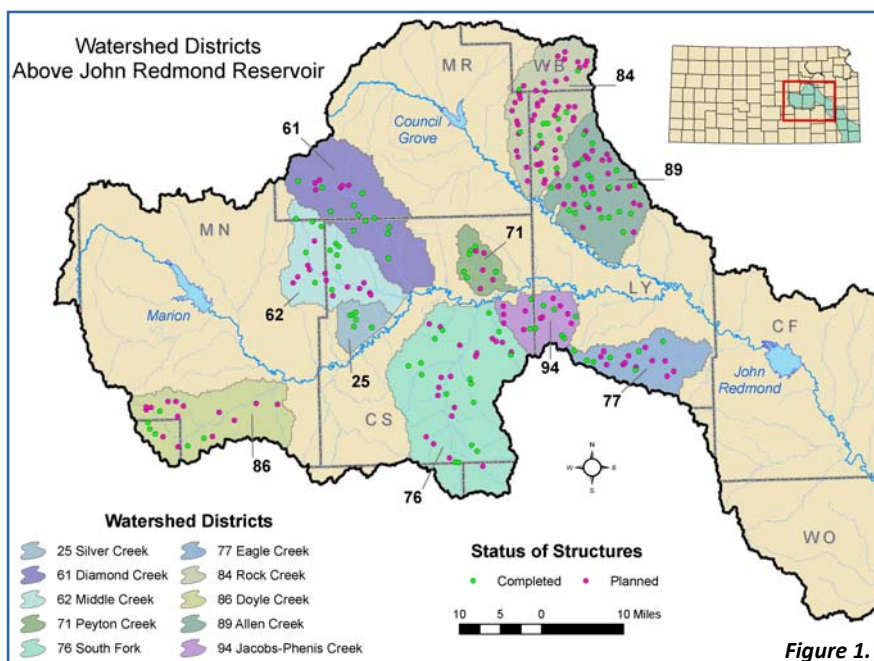 Watershed Districts
Above John Redmond Reservoir
MR
WB
84
61
Council
Grove
89
MN
71
LY
62
Marion
CF
25
94
John
Redmond
77
CS
86
76
N
W E
S
WO
Watershed Districts
25 Silver Creek
61 Diamond Creek
62 Middle Creek
71 Peyton Creek
76 South Fork
77 Eagle Creek
84 Rock Creek
86 Doyle Creek
89 Allen Creek
94 Jacobs-Phenis Creek
Status of Structures
Completed Planned
10 5 0 10 Miles
Figure 1.